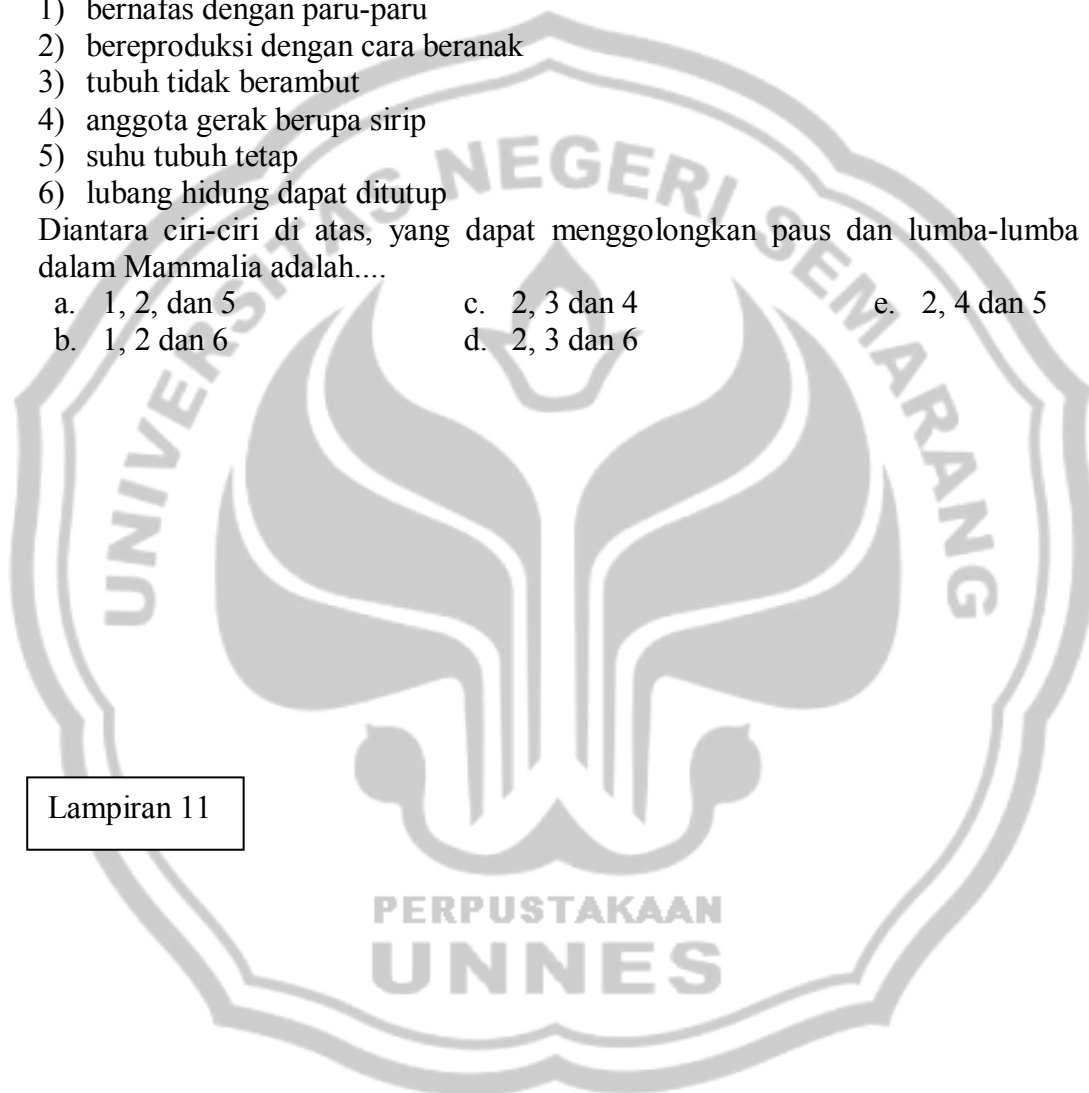 1) bernafas dengan paru-paru
2) bereproduksi dengan cara beranak
3) tubuh tidak berambut
4) anggota gerak berupa sirip
5) suhu tubuh tetap
6) lubang hidung dapat ditutup
Diantara ciri-ciri di atas, yang dapat menggolongkan paus dan lumba-lumba
dalam Mammalia adalah....
a. 1, 2, dan 5 c. 2, 3 dan 4 e. 2, 4 dan 5
b. 1, 2 dan 6 d. 2, 3 dan 6
UNIVERSITAS NEGERI SEMARANG
Lampiran 11
PERPUSTAKAAN
UNNES